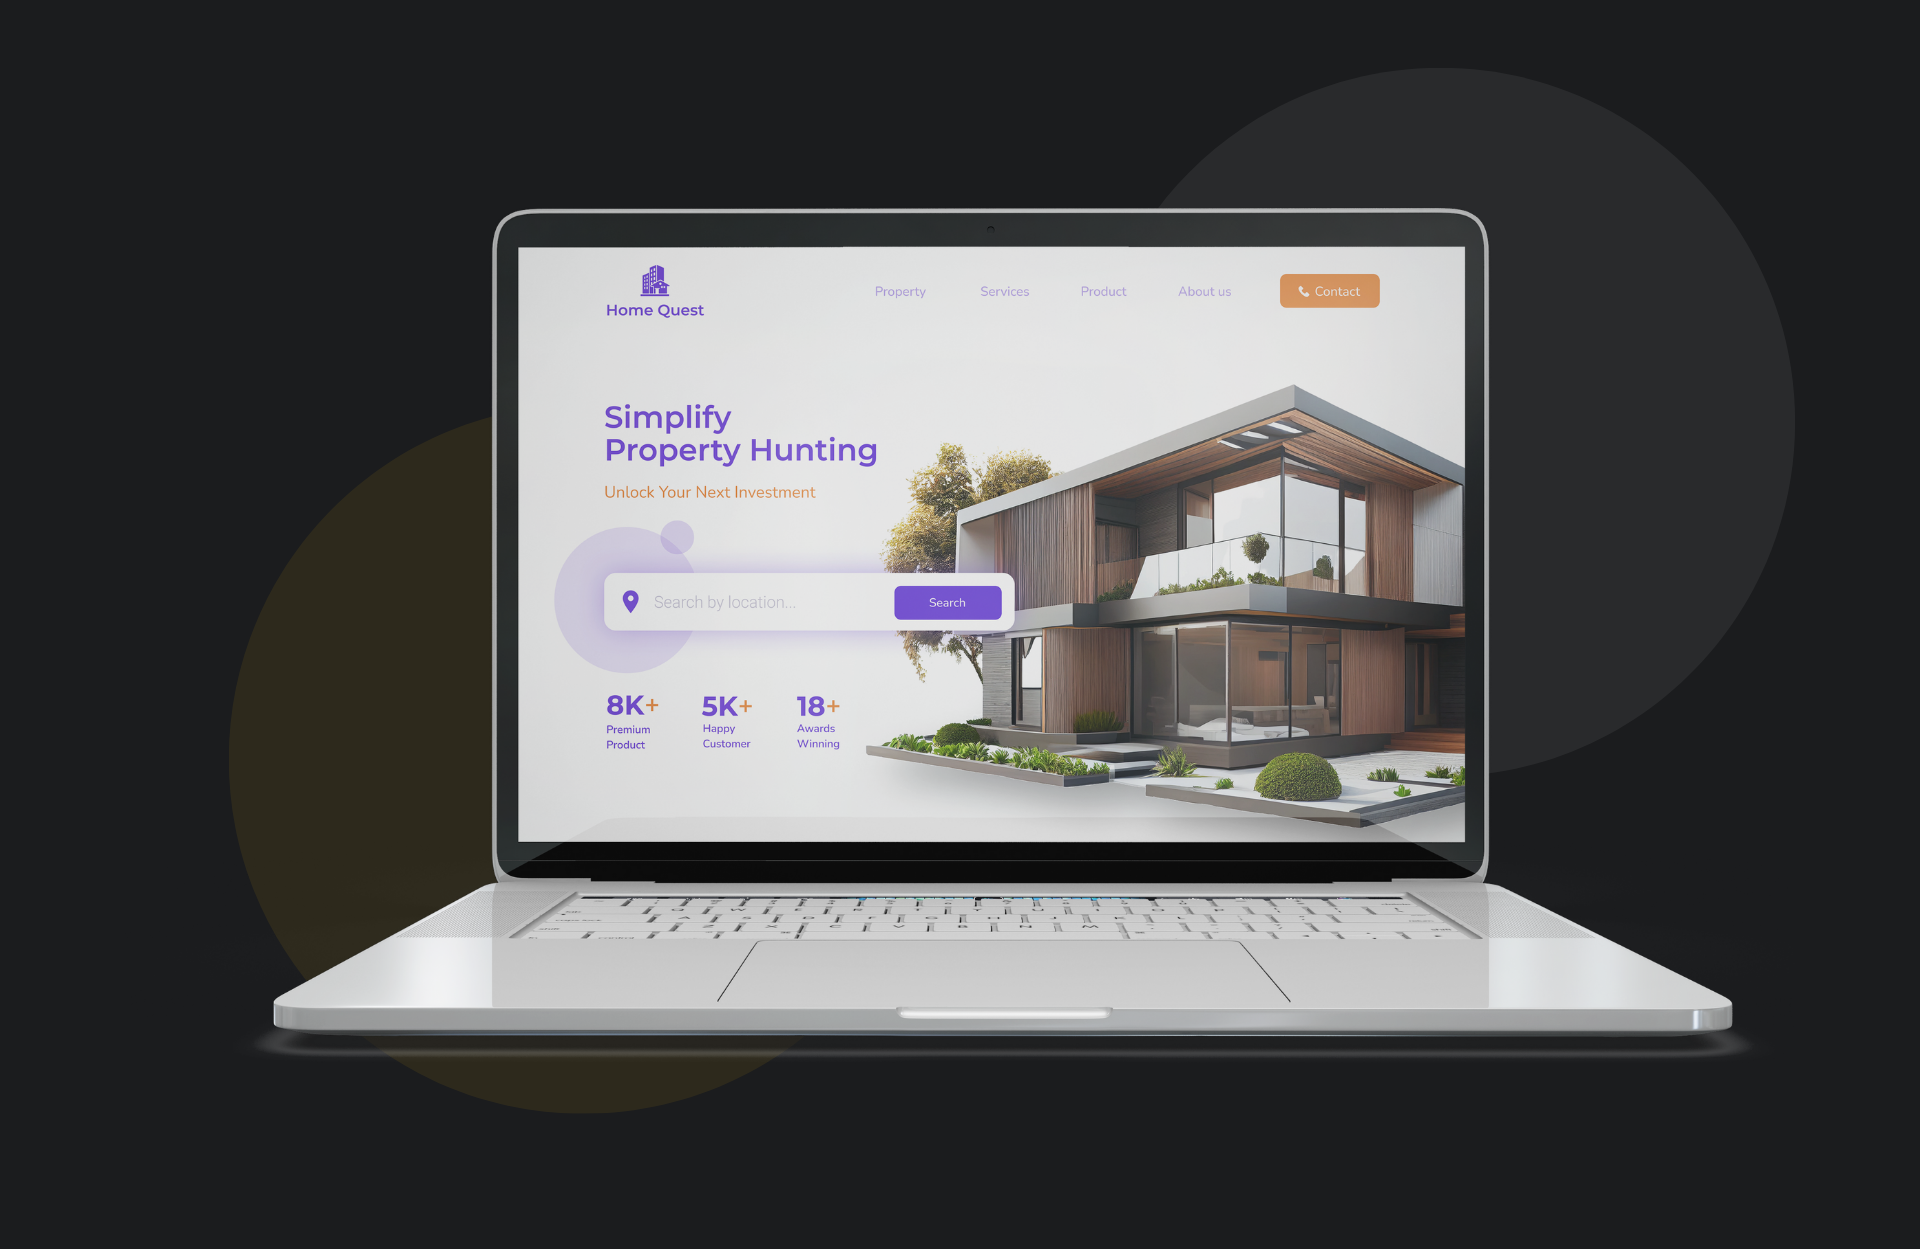 Home Quest
Property
Services
Product
About us
Contact
Simplify
Property Hunting
Unlock Your Next Investment
Search by location...
Search
8K+
Premium
Product
5K+
Happy
Customer
18+
Awards
Winning